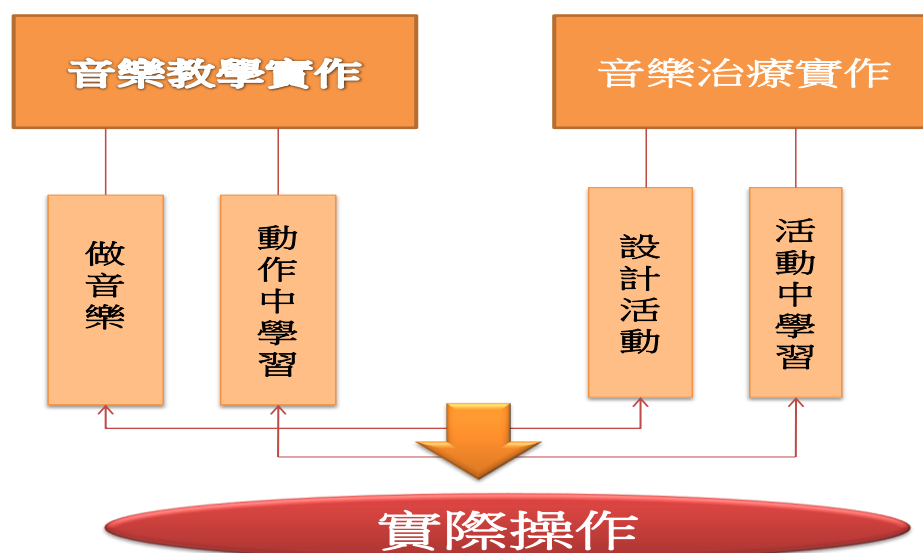 音樂教學實作
音樂治療實作
做音樂
動作中學習
設計活動
活動中學習
實際操作